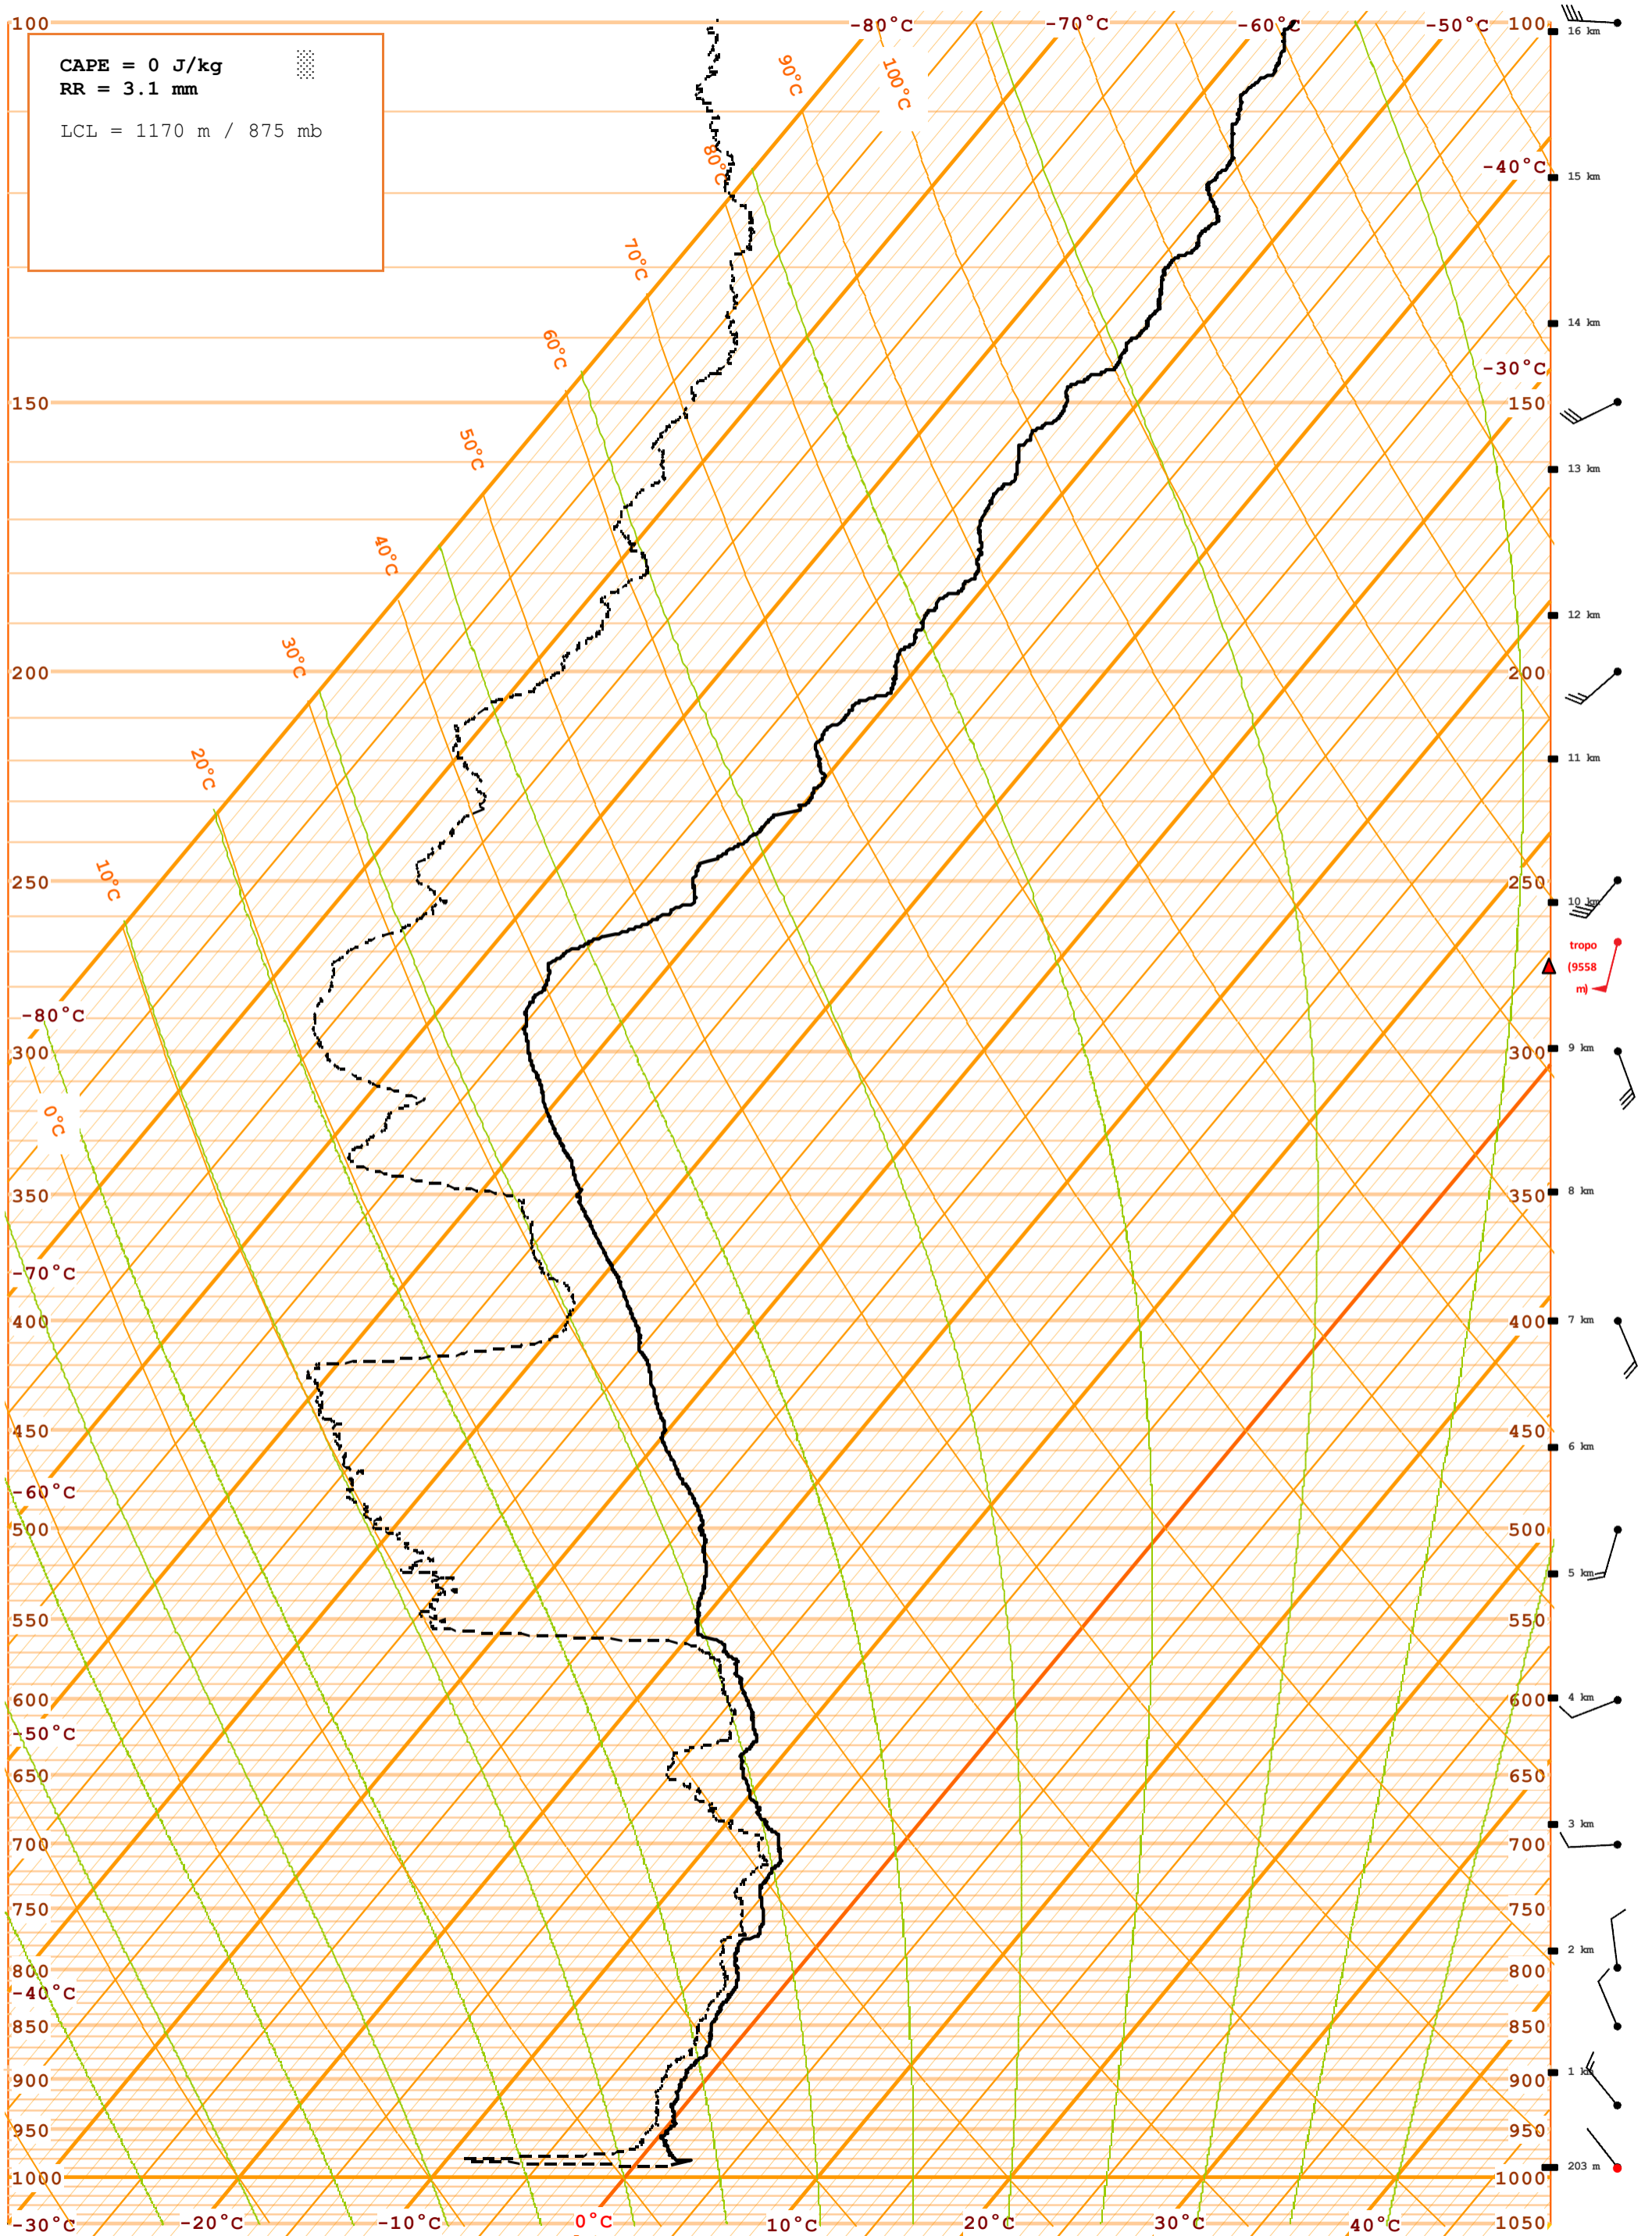 100 -80°C -70°C -60°C -50°C 100
16 km
CAPE = 0 J/kg
RR = 3.1 mm
LCL = 1170 m / 875 mb
90°C 100°C
80°C
-40°C
15 km
70°C
14 km
60°C
-30°C
150 150
50°C
13 km
40°C
12 km
30°C
200 200
20°C
11 km
10°C
250 250
10 km
tropo
(9558
m)
-80°C
300 300
9 km
0°C
350 350
8 km
-70°C
400 400
7 km
450 450
6 km
-60°C
500 500
5 km
550 550
600 600
4 km
-50°C
650 650
3 km
700 700
750 750
2 km
800 800
-40°C
850 850
1 km
900 900
950 950
203 m
1000 1000
-30°C -20°C -10°C 0°C 10°C 20°C 30°C 40°C 1050